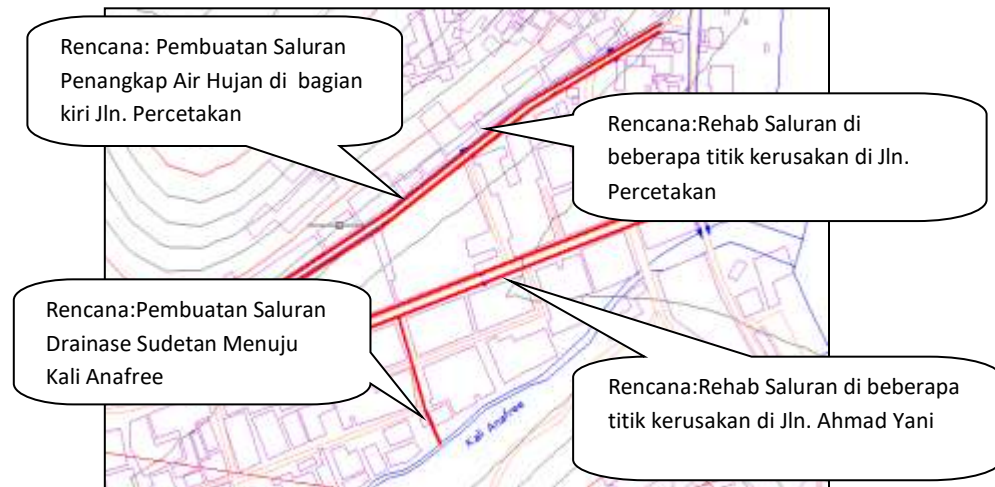 Rencana: Pembuatan Saluran
Penangkap Air Hujan di bagian
kiri Jln. Percetakan
Rencana:Rehab Saluran di
beberapa titik kerusakan di Jln.
Percetakan
Rencana:Pembuatan Saluran
Drainase Sudetan Menuju
Kali Anafree
Rencana:Rehab Saluran di beberapa
titik kerusakan di Jln. Ahmad Yani
Kali Anafree